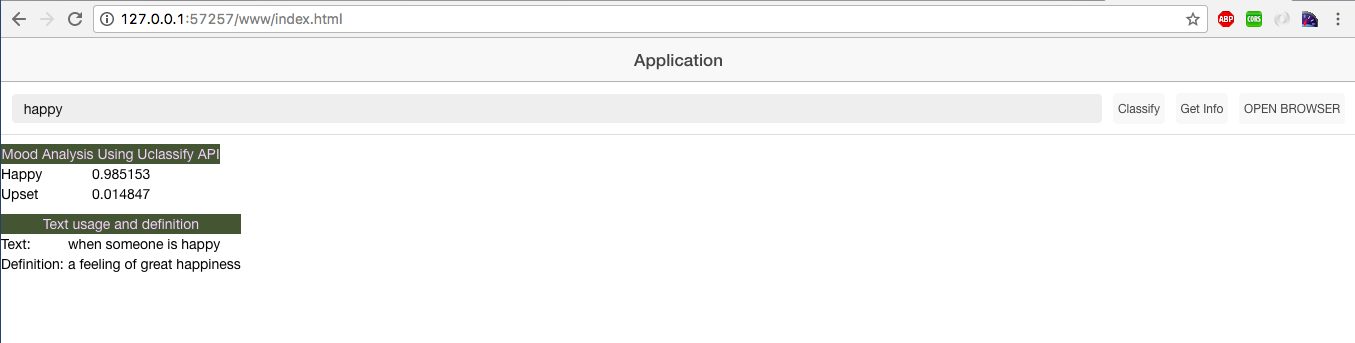 127.0.0.1:57257/www/index.html
ABP
CORS
Application
happy Classify Get Info OPEN BROWSER
Mood Analysis Using Uclassify API
Happy 0.985153
Upset 0.014847
Text usage and definition
Text: when someone is happy
Definition: a feeling of great happiness